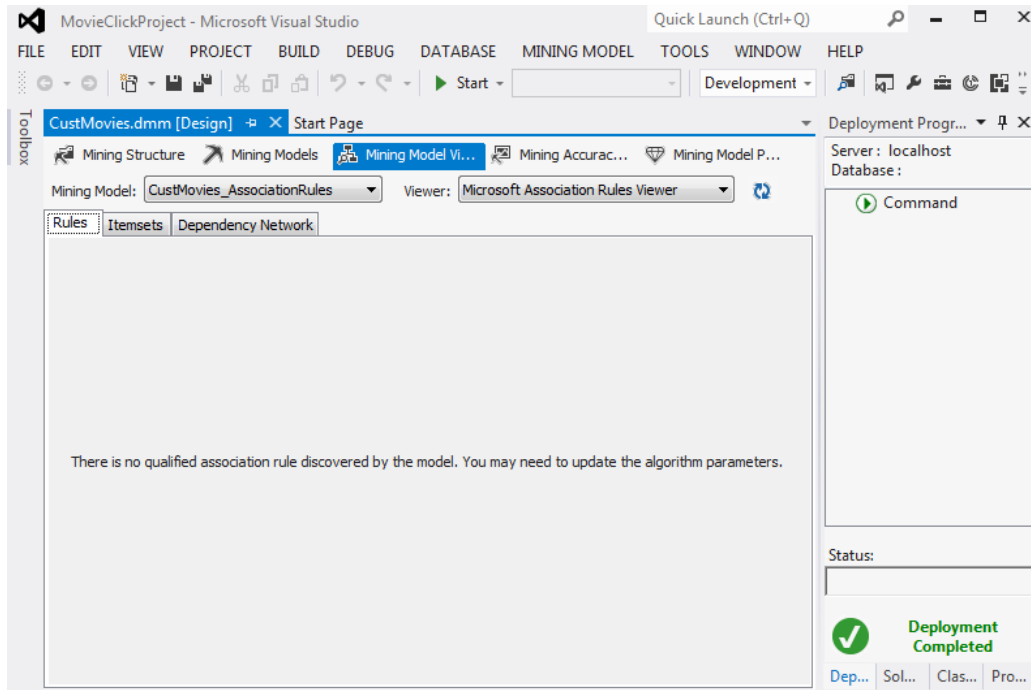 MovieClickProject - Microsoft Visual Studio
Quick Launch (Ctrl+Q)
FILE EDIT VIEW PROJECT BUILD DEBUG DATABASE MINING MODEL TOOLS WINDOW HELP
Start
Development
Toolbox
CustMovies.dmm [Design]
Start Page
Mining Structure
Mining Models
Mining Model Vi...
Mining Accurac...
Mining Model P...
Mining Model:
CustMovies_AssociationRules
Viewer:
Microsoft Association Rules Viewer
Rules
Itemsets
Dependency Network
There is no qualified association rule discovered by the model. You may need to update the algorithm parameters.
Deployment Progr...
Server : localhost
Database :
Command
Status:
Deployment
Completed
Dep...
Sol...
Clas...
Pro...